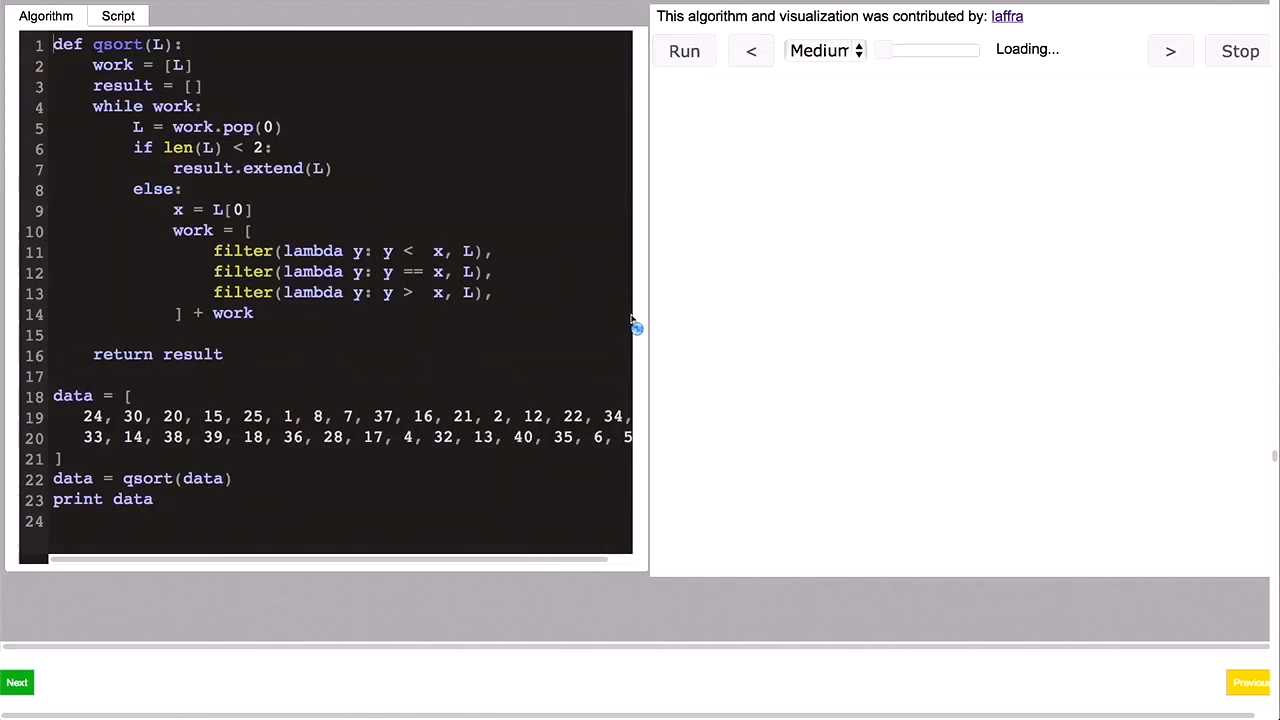 Algorithm Script
This algorithm and visualization was contributed by: laffra
Run < Medium > Loading... Stop
1 def qsort(L):
2 work = [L]
3 result = []
4 while work:
5 L = work.pop(0)
6 if len(L) < 2:
7 result.extend(L)
8 else:
9 x = L[0]
10 work = [
11 filter(lambda y: y < x, L),
12 filter(lambda y: y == x, L),
13 filter(lambda y: y > x, L),
14 ] + work
15
16 return result
17
18 data = [
19 24, 30, 20, 15, 25, 1, 8, 7, 37, 16, 21, 2, 12, 22, 34,
20 33, 14, 38, 39, 18, 36, 28, 17, 4, 32, 13, 40, 35, 6, 5
21 ]
22 data = qsort(data)
23 print data
24
Next Previous